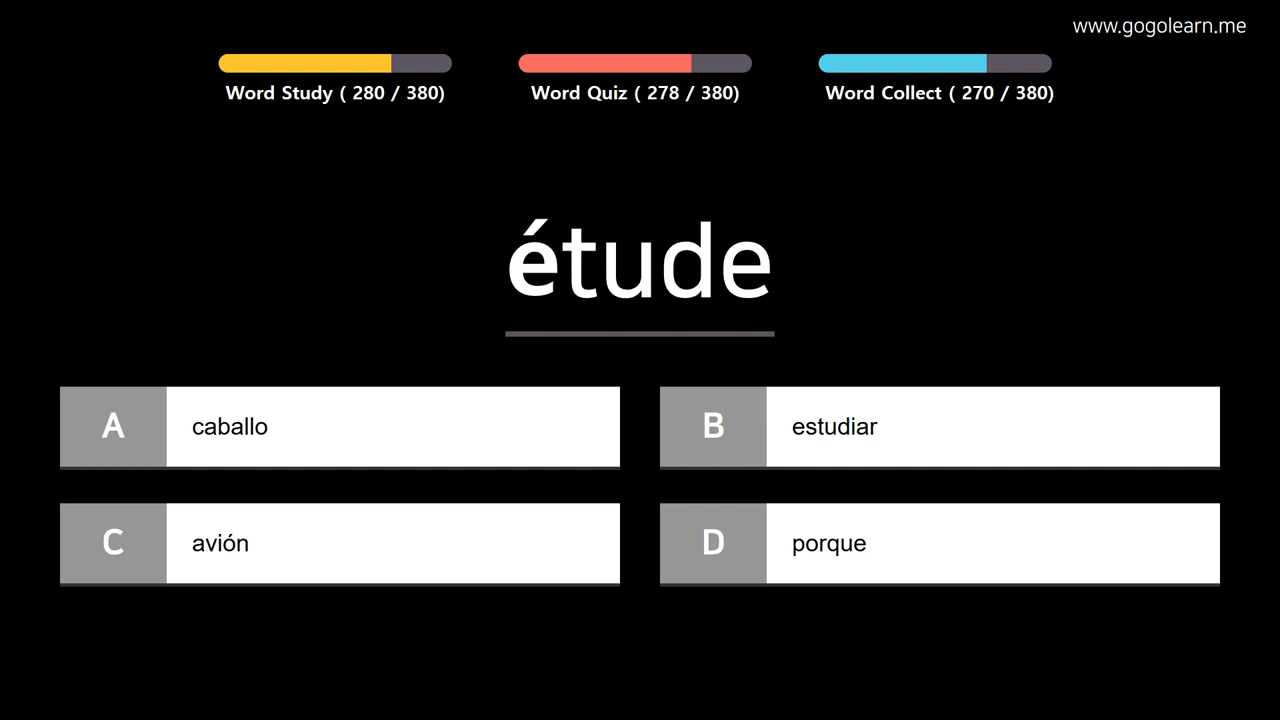 www.gogolearn.me
Word Study ( 280 / 380)
Word Quiz ( 278 / 380)
Word Collect ( 270 / 380)
étude
A caballo
B estudiar
C avión
D porque